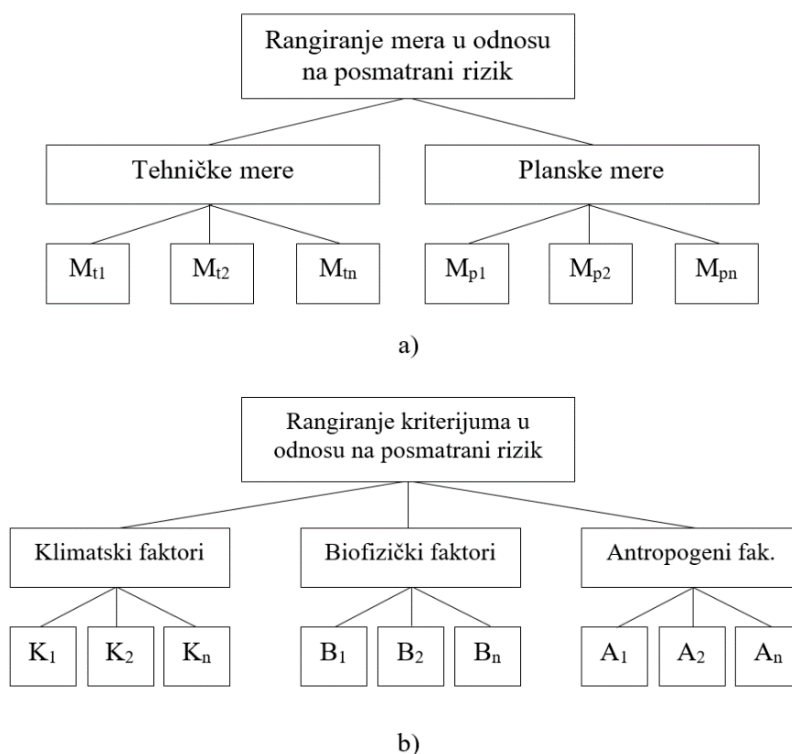 Rangiranje mera u odnosu
na posmatrani rizik
Tehničke mere
Planske mere
Mt1
Mt2
Mtn
Mp1
Mp2
Mpn
a)
Rangiranje kriterijuma u
odnosu na posmatrani rizik
Klimatski faktori
Biofizički faktori
Antropogeni fak.
K1
K2
Kn
B1
B2
Bn
A1
A2
An
b)